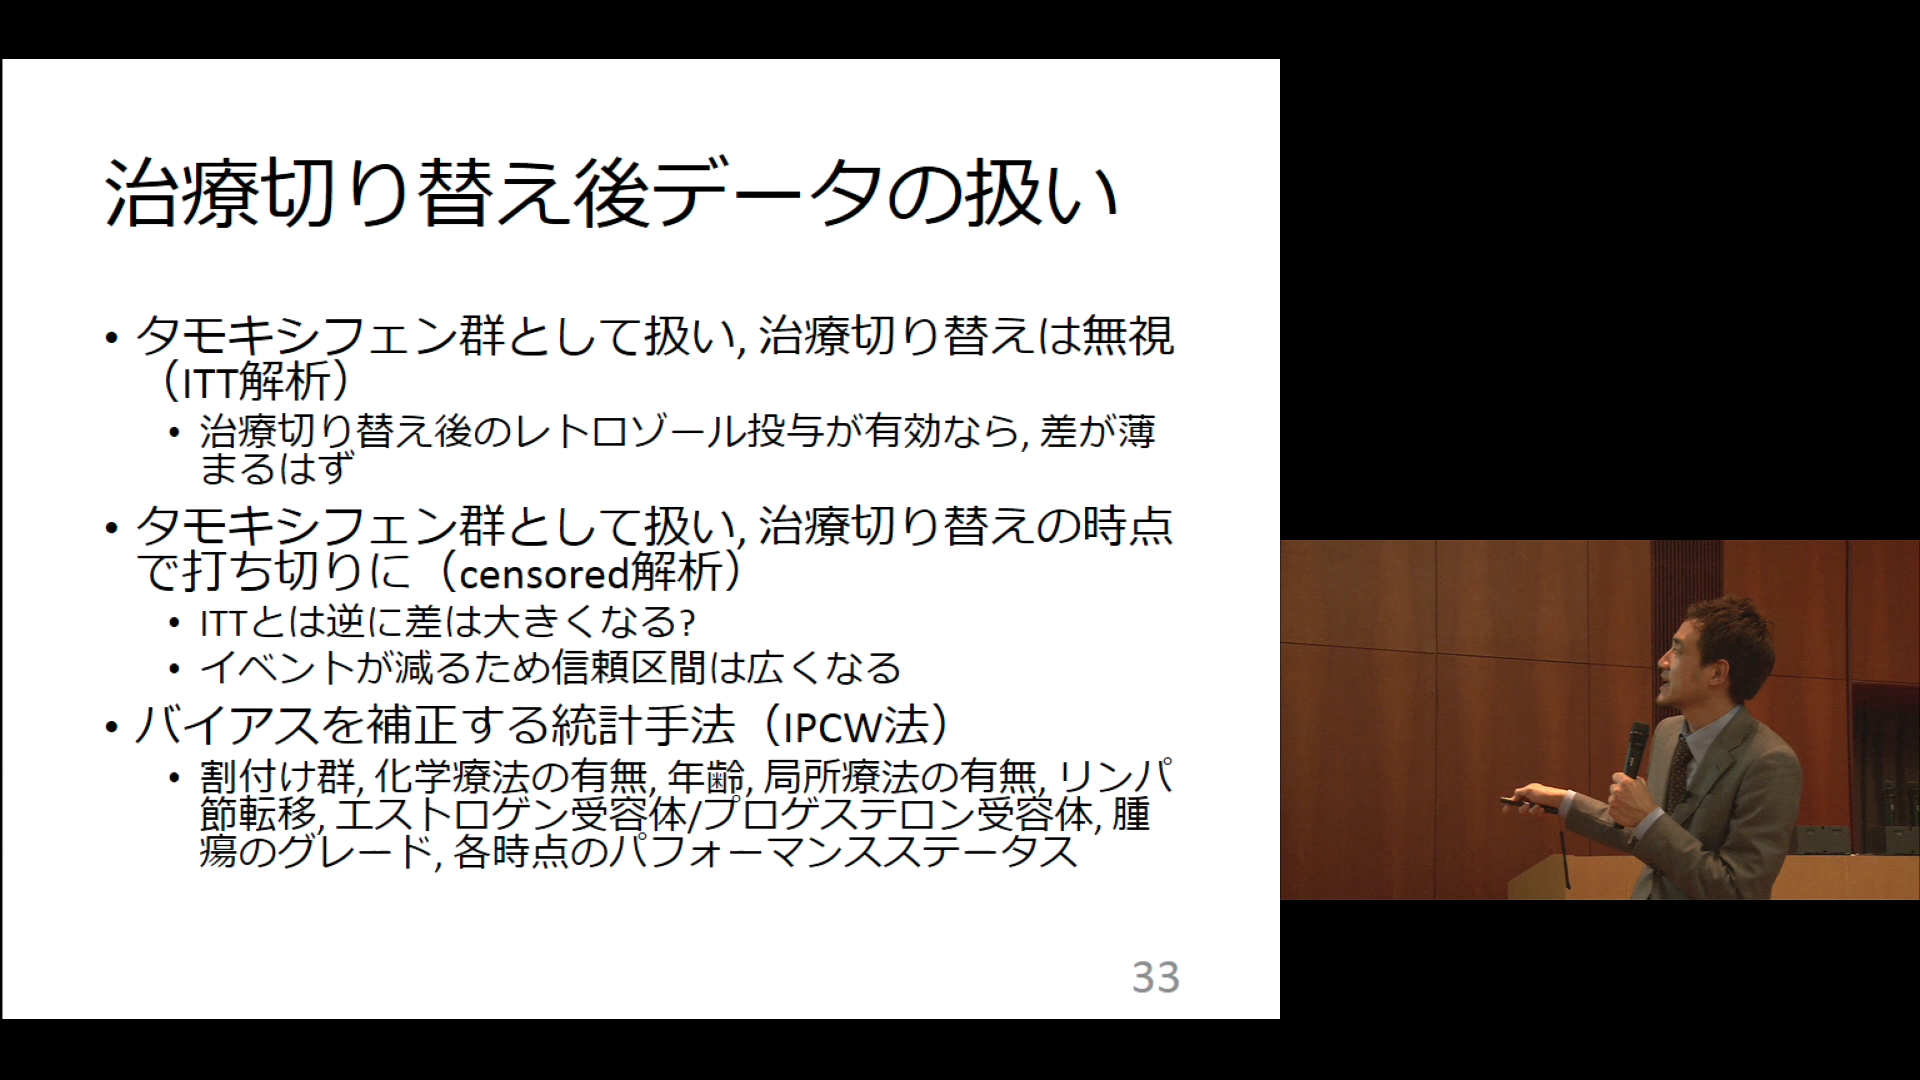 治療切り替え後データの扱い
• タモキシフェン群として扱い, 治療切り替えは無視
（ITT解析）
• 治療切り替え後のレトロゾール投与が有効なら, 差が薄
まるはず
• タモキシフェン群として扱い, 治療切り替えの時点
で打ち切りに（censored解析）
• ITTとは逆に差は大きくなる?
• イベントが減るため信頼区間は広くなる
• バイアスを補正する統計手法（IPCW法）
• 割付け群, 化学療法の有無, 年齢, 局所療法の有無, リンパ
節転移, エストロゲン受容体/プロゲステロン受容体, 腫
瘍のグレード, 各時点のパフォーマンスステータス
33